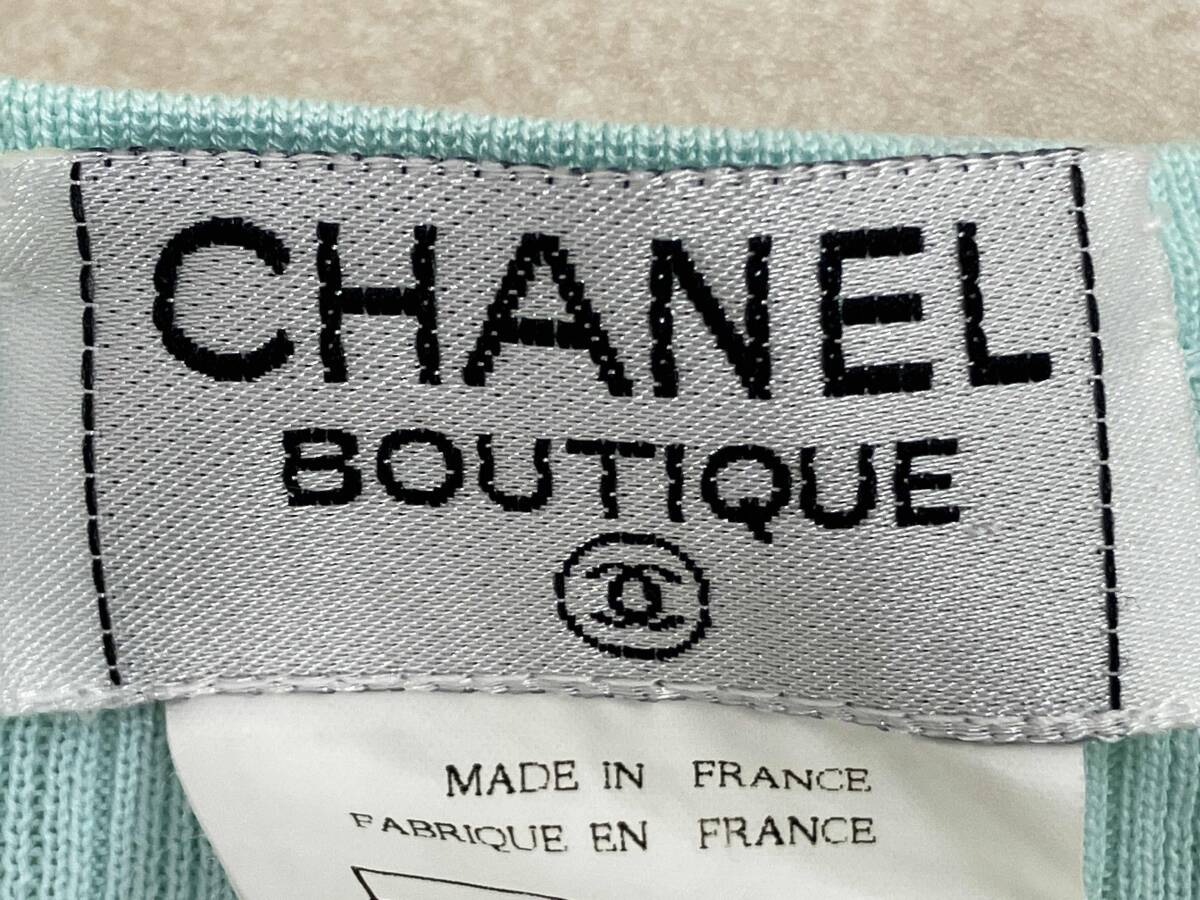 CHANEL
BOUTIQUE
MADE IN FRANCE
FABRIQUE EN FRANCE